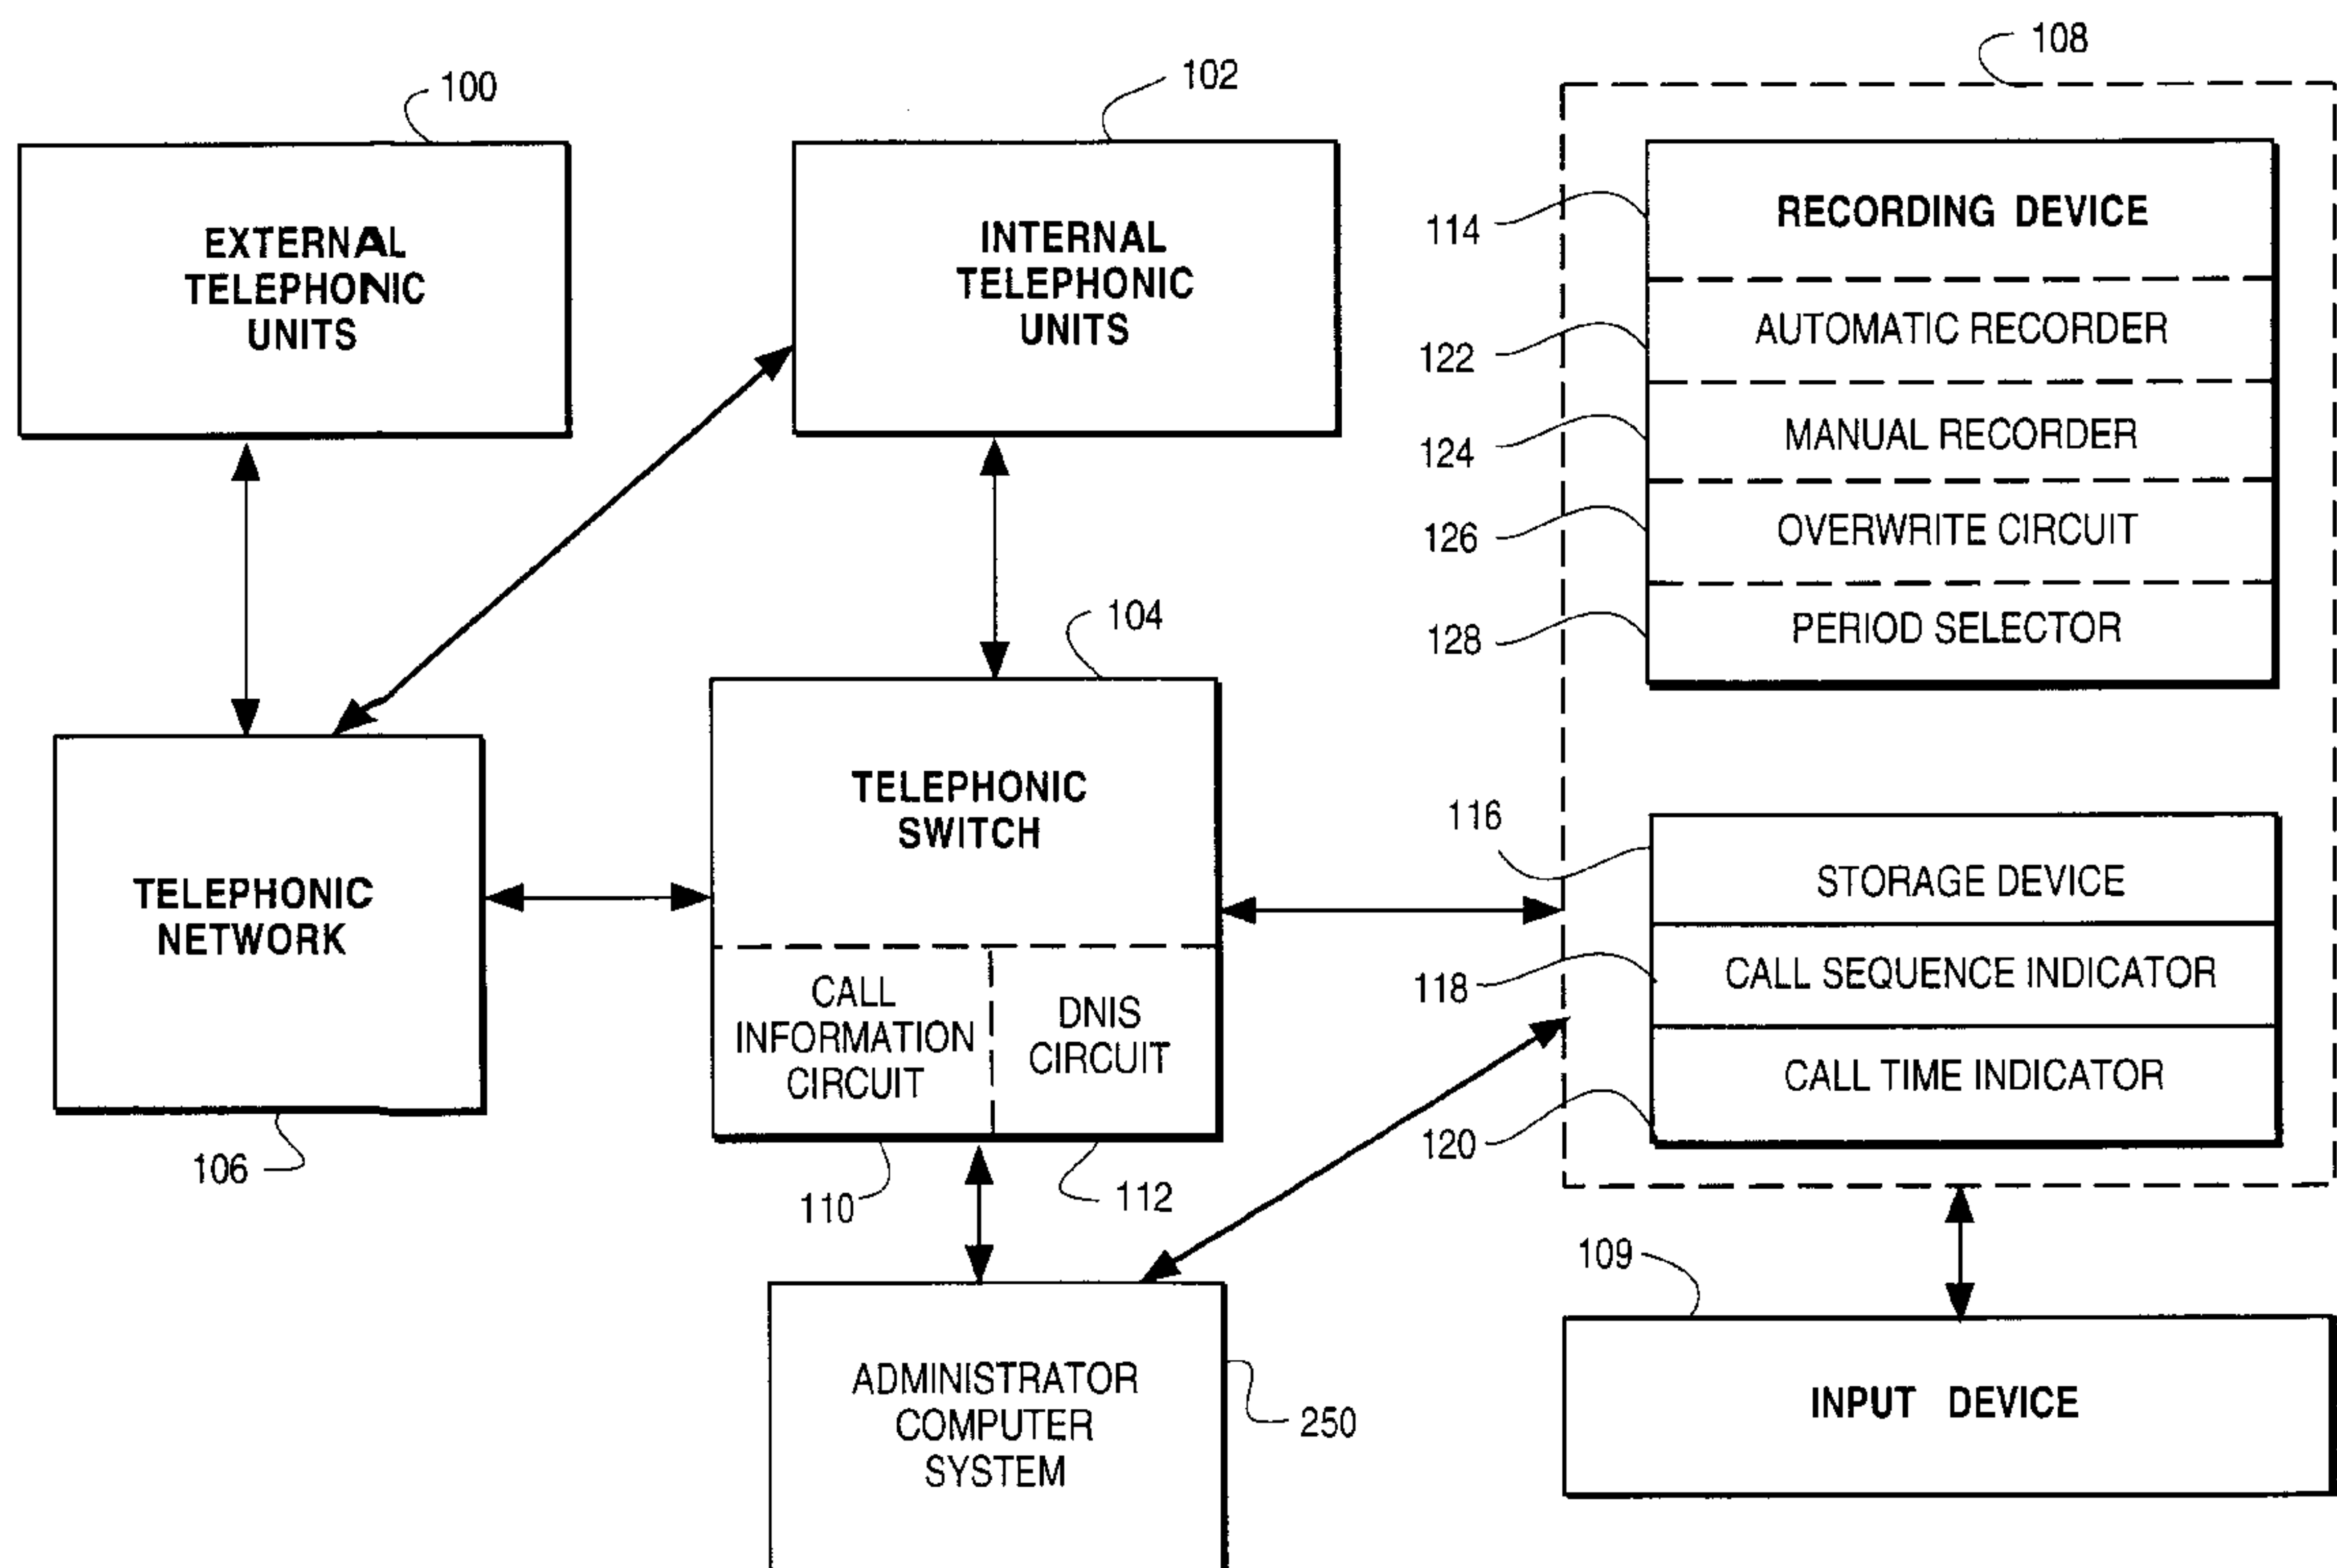 100
102
108
EXTERNAL
TELEPHONIC
UNITS
INTERNAL
TELEPHONIC
UNITS
114
RECORDING DEVICE
122
AUTOMATIC RECORDER
124
MANUAL RECORDER
126
OVERWRITE CIRCUIT
128
PERIOD SELECTOR
104
TELEPHONIC
SWITCH
TELEPHONIC
NETWORK
106
CALL
INFORMATION
CIRCUIT
DNIS
CIRCUIT
110
112
116
STORAGE DEVICE
118
CALL SEQUENCE INDICATOR
120
CALL TIME INDICATOR
109
INPUT DEVICE
ADMINISTRATOR
COMPUTER
SYSTEM
250